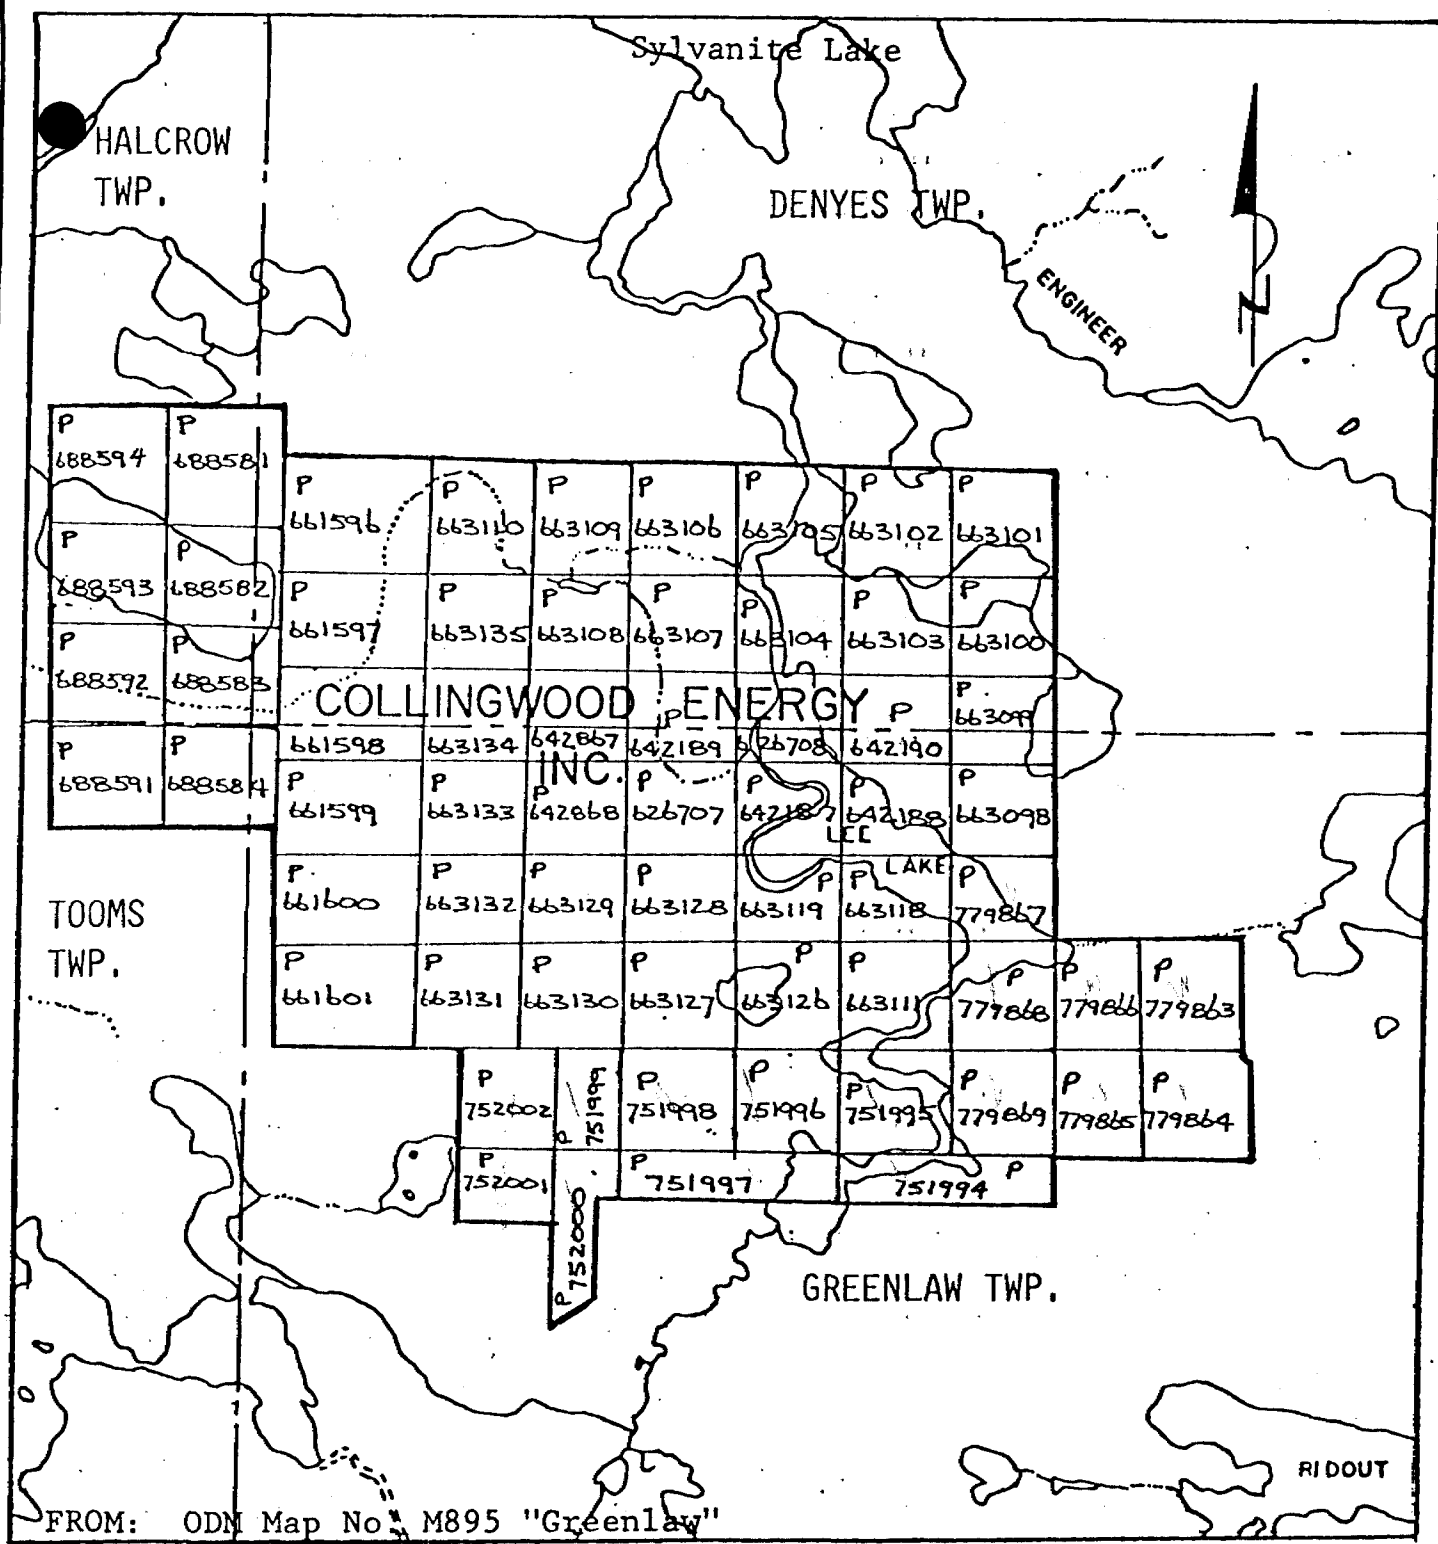 Sylvanite Lake
HALCROW
TWP.
DENYES TWP.
ENGINEER
N
P P
688594 688581
P P P P P P P
661596 663110 663109 663106 663105 663102 663101
P P
688593 688582
P P P P P P P
661597 663135 663108 663107 663104 663103 663100
P P
688592 688583
COLLINGWOOD ENERGY
INC.
P P P
663099
661598 663134 642867 642189 626708 642190
P P
688591 688584
P P P P P P P
661599 663133 642868 626707 642187 642188 663098
LEE
LAKE
P P P P P P P
661600 663132 663129 663128 663119 663118 779867
TOOMS
TWP.
P P P P P P P P P
661601 663131 663130 663127 663126 663111 779868 779866 779863
P P P P P P P P P
752002 751999 751998 751996 751995 779869 779865 779864
P P P
752001 751997 751994
P 752000
GREENLAW TWP.
RIDOUT
FROM: ODM Map No. M895 "Greenlaw"